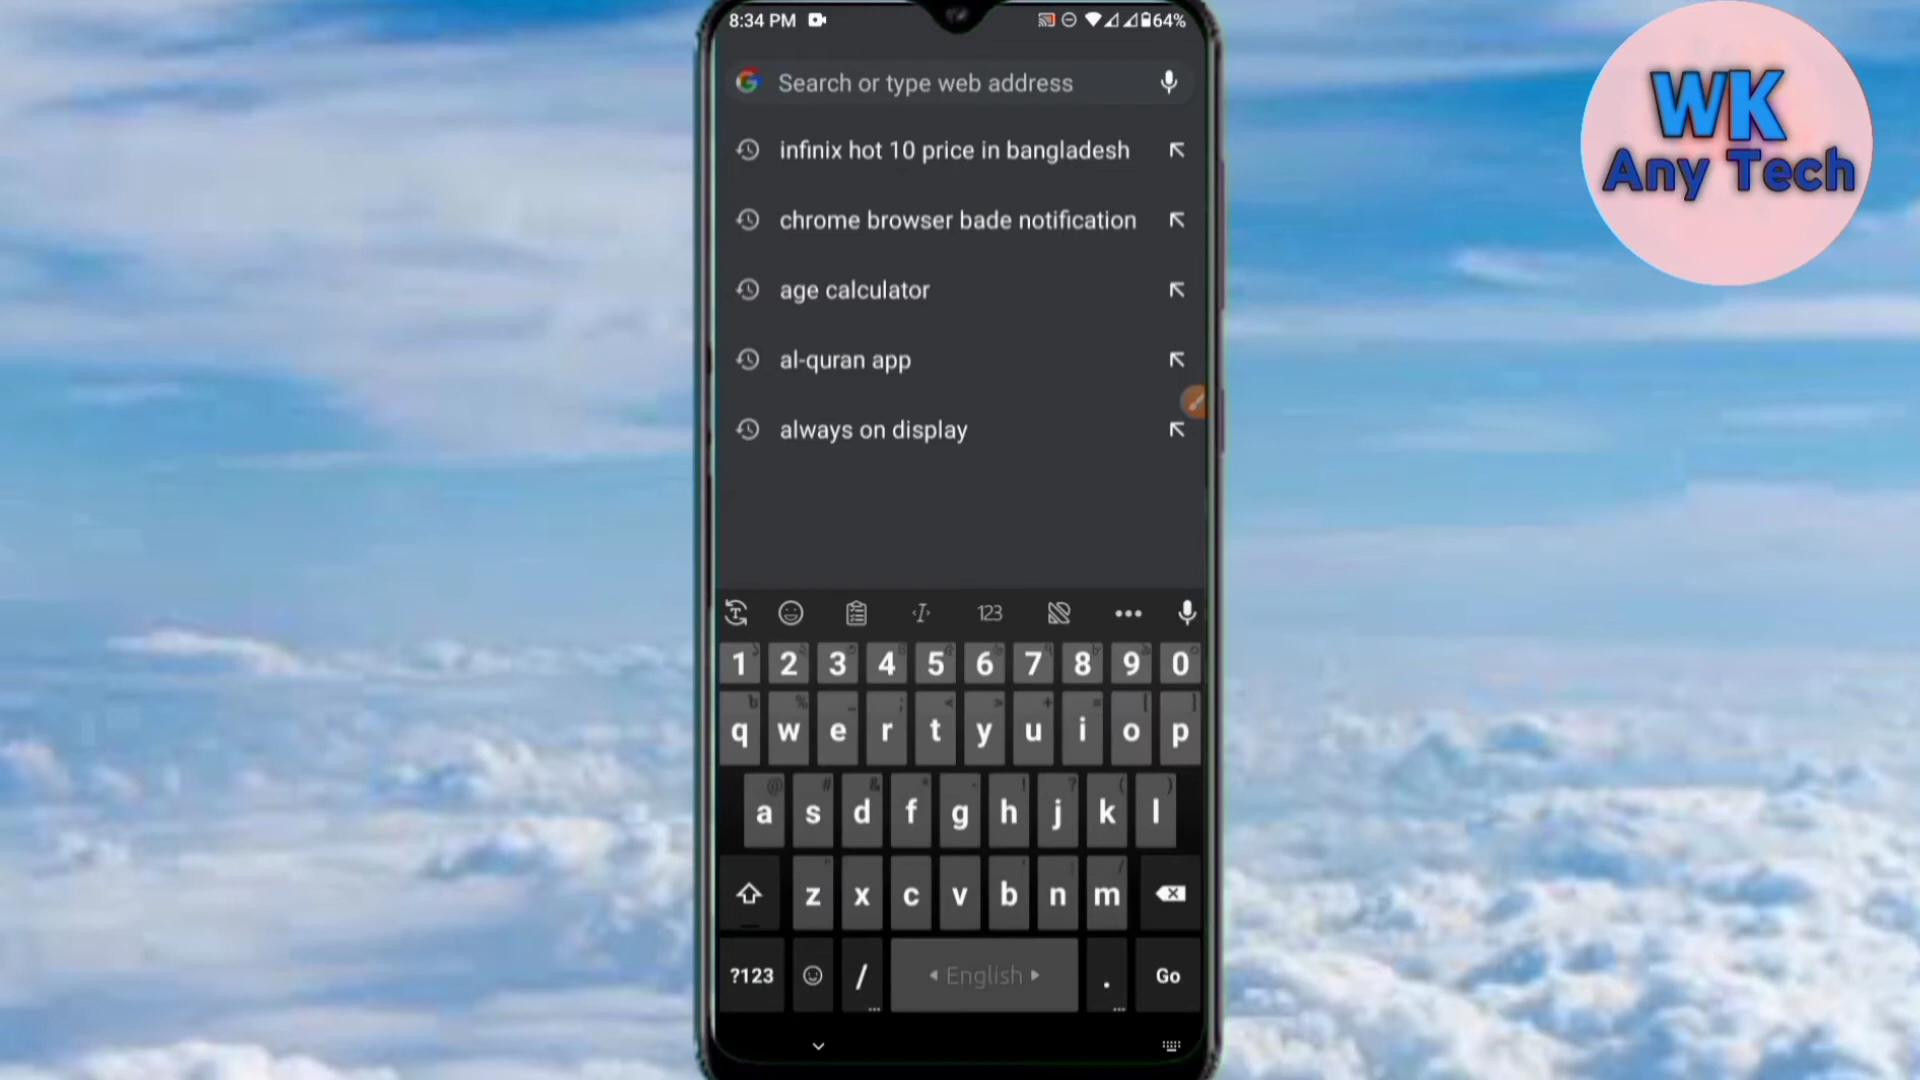 8:34 PM 64%
WK
Any Tech
Search or type web address
infinix hot 10 price in bangladesh
chrome browser bade notification
age calculator
al-quran app
always on display
123
1 2 3 4 5 6 7 8 9 0
q w e r t y u i o p
a s d f g h j k l
z x c v b n m
?123 / English . Go